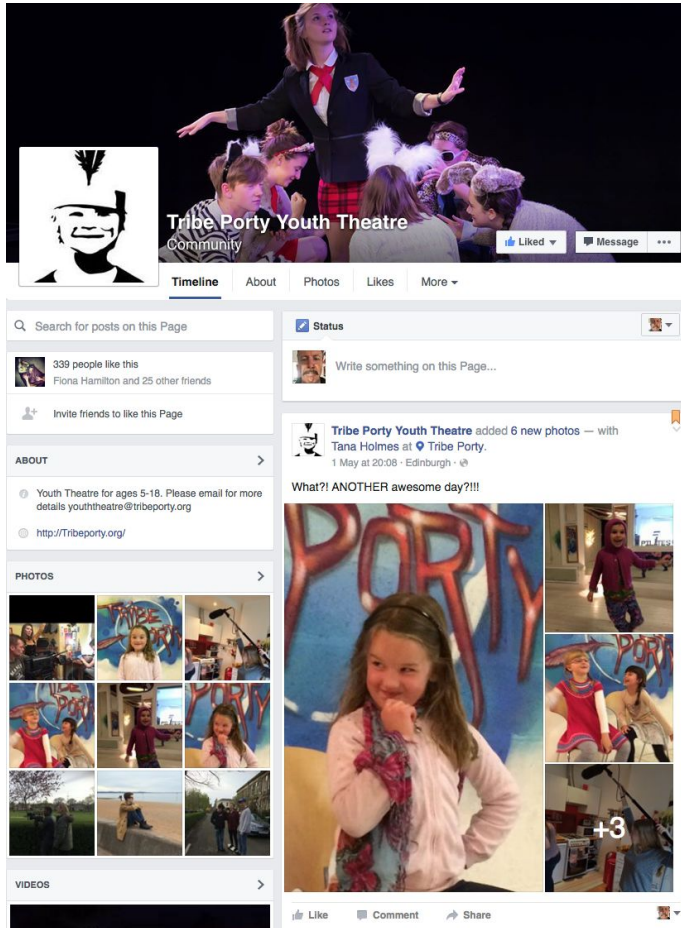 Tribe Porty Youth Theatre
Community
Liked
Message
Timeline About Photos Likes More
Search for posts on this Page
339 people like this
Fiona Hamilton and 25 other friends
Invite friends to like this Page
ABOUT
Youth Theatre for ages 5-18. Please email for more
details youththeatre@tribeporty.org
http://Tribeporty.org/
PHOTOS
TRIBE
PORTY
PORTY
VIDEOS
Status
Write something on this Page...
Tribe Porty Youth Theatre added 6 new photos — with
Tana Holmes at Tribe Porty.
1 May at 20:08 · Edinburgh ·
What?! ANOTHER awesome day?!!!
PORTY
PORT
+3
Like Comment Share